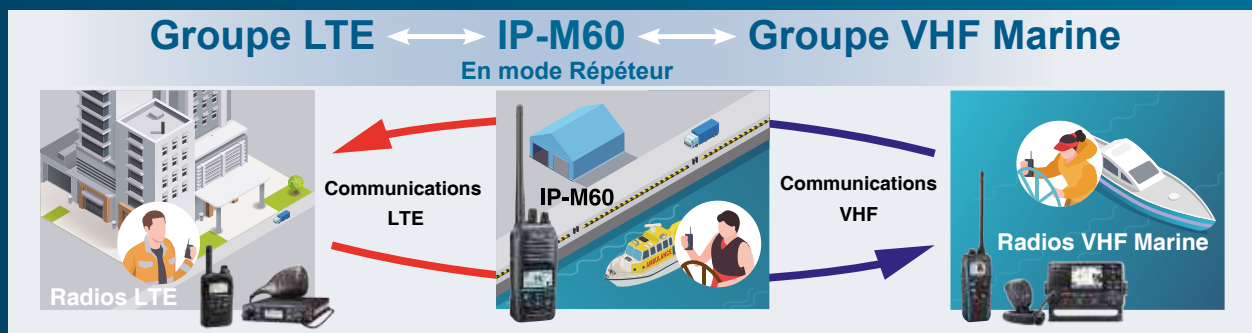 Groupe LTE IP-M60 Groupe VHF Marine
En mode Répéteur
Communications
LTE
Radios LTE
IP-M60
AMBULANCE
Communications
VHF
Radios VHF Marine